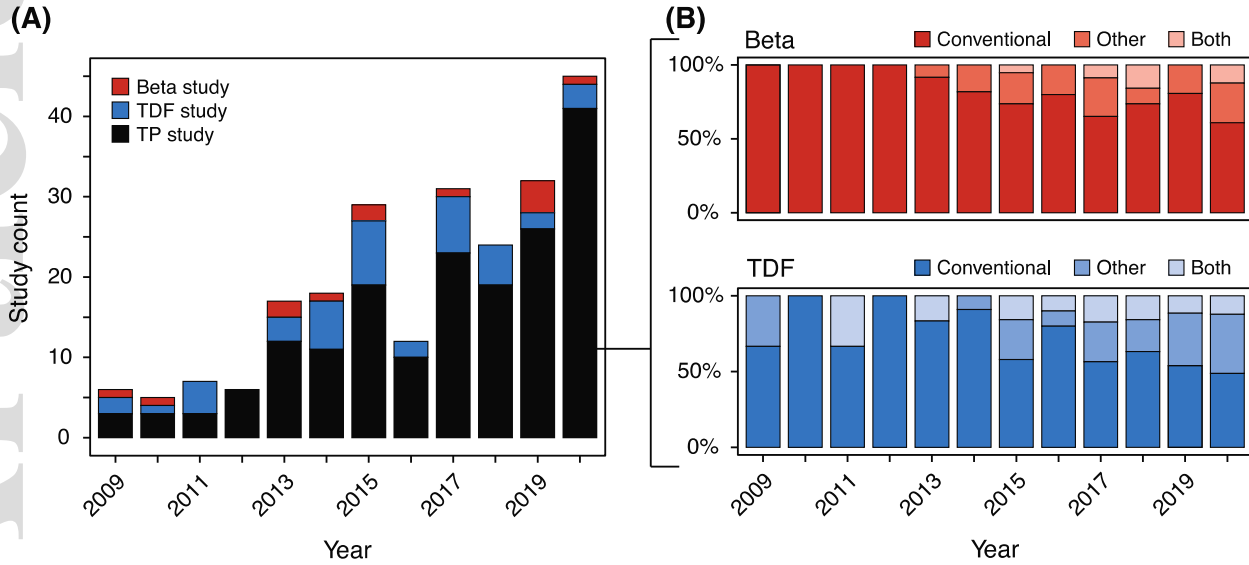 (A)
Beta study
TDF study
TP study
Study count
40
30
20
10
0
2009
2011
2013
2015
2017
2019
Year
(B)
Beta
Conventional
Other
Both
100%
50%
0%
TDF
Conventional
Other
Both
100%
50%
0%
2009
2011
2013
2015
2017
2019
Year